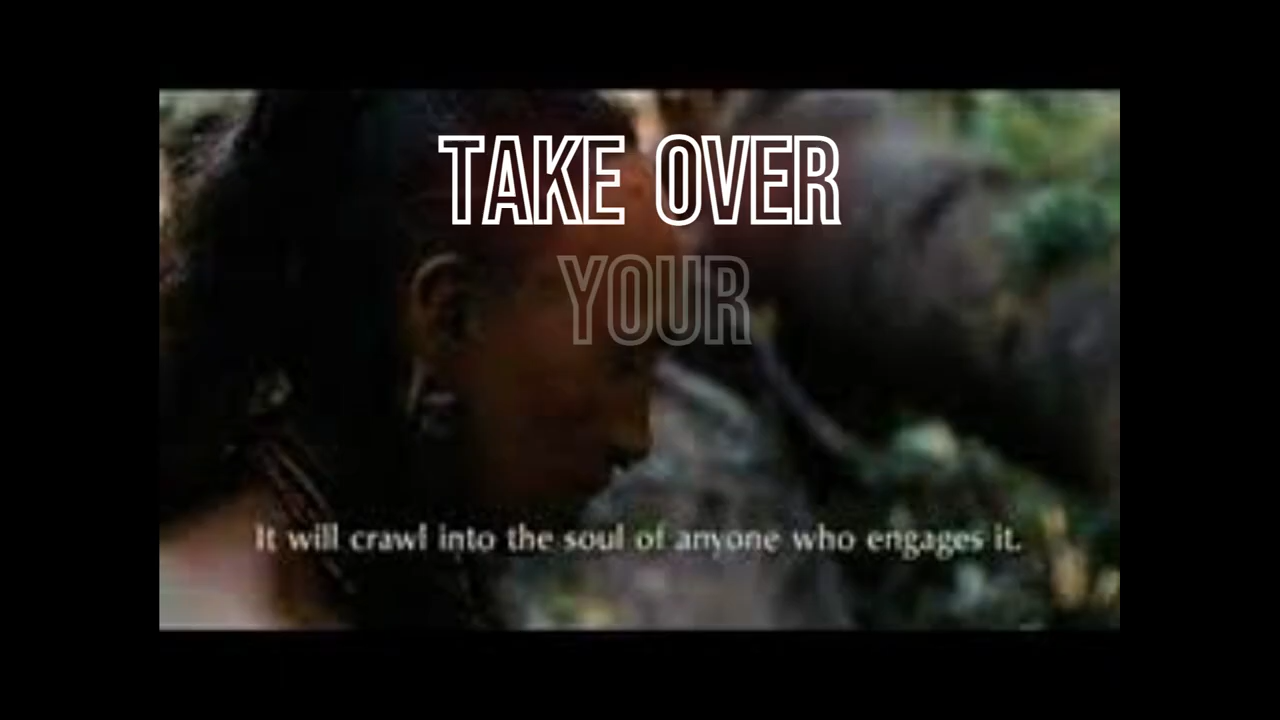 TAKE OVER
YOUR
It will crawl into the soul of anyone who engages it.